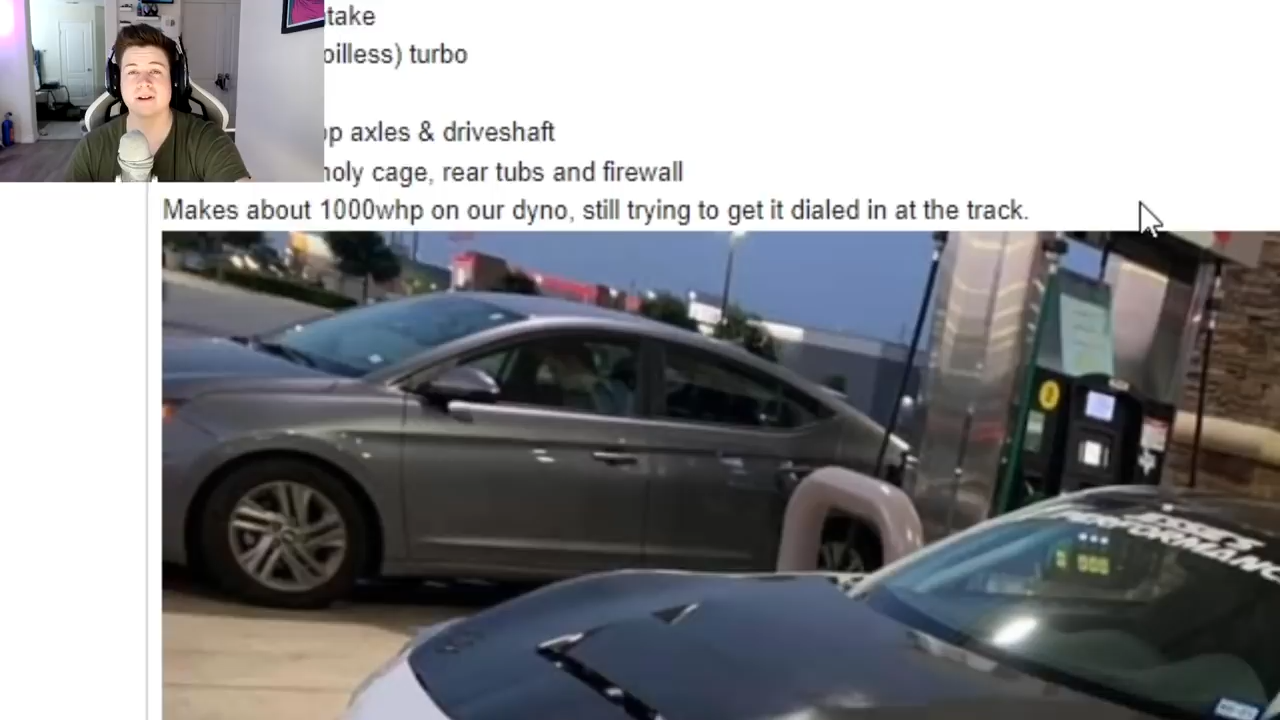 take
oilless) turbo
axles & driveshaft
cage, rear tubs and firewall
Makes about 1000whp on our dyno, still trying to get it dialed in at the track.
PERFORMANC